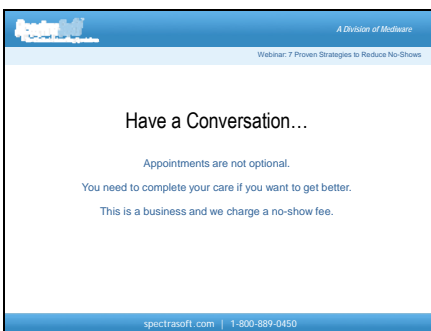 SpectraSoft
A Division of Mediware
Webinar: 7 Proven Strategies to Reduce No-Shows
Have a Conversation…
Appointments are not optional.
You need to complete your care if you want to get better.
This is a business and we charge a no-show fee.
spectrasoft.com | 1-800-889-0450